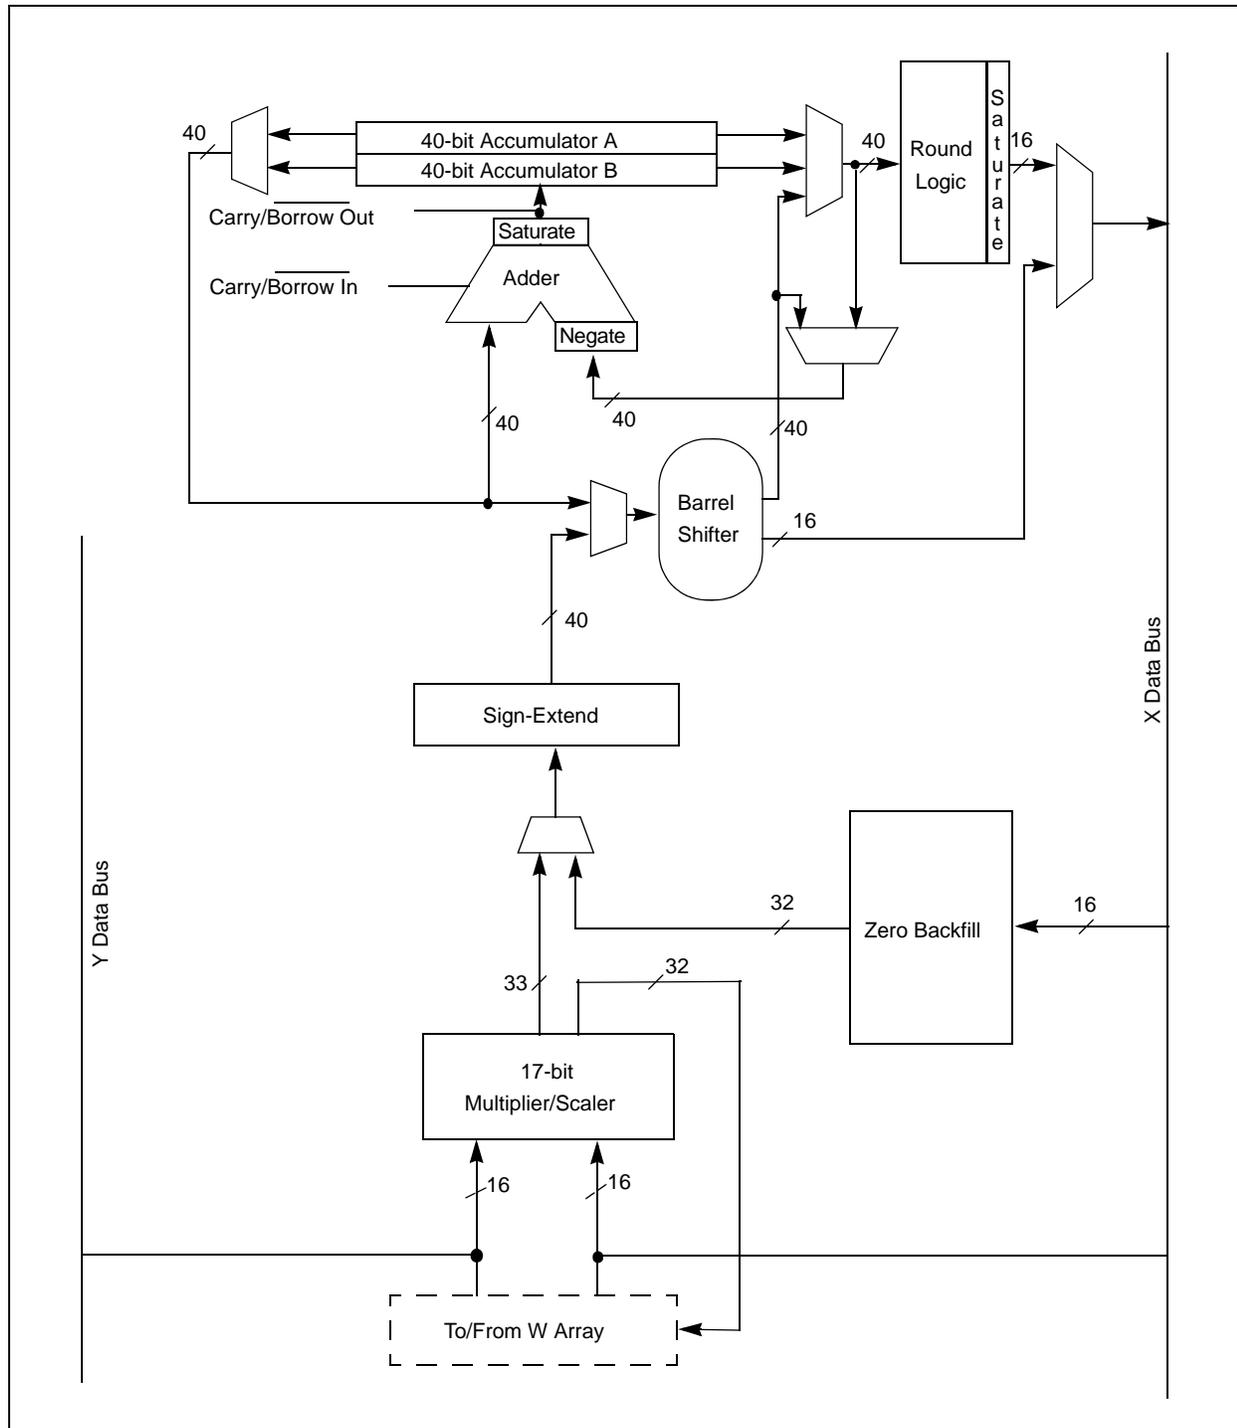 40
40-bit Accumulator A
40-bit Accumulator B
40
Round
Logic
Saturate
16
Carry/Borrow Out
Saturate
Carry/Borrow In
Adder
Negate
40
40
40
Barrel
Shifter
16
40
Sign-Extend
X Data Bus
Y Data Bus
32
Zero Backfill
16
33
32
17-bit
Multiplier/Scaler
16
16
To/From W Array